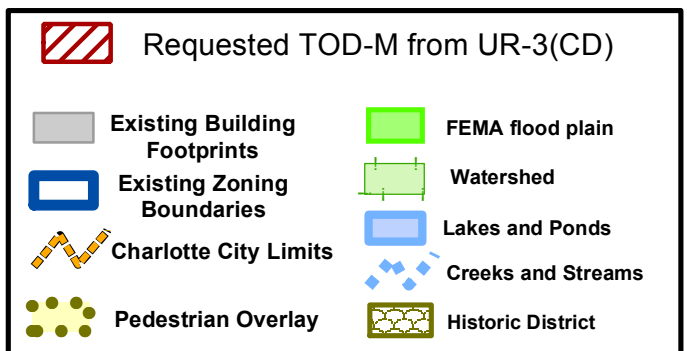 Requested TOD-M from UR-3(CD)
Existing Building
Footprints
Existing Zoning
Boundaries
Charlotte City Limits
Pedestrian Overlay
FEMA flood plain
Watershed
Lakes and Ponds
Creeks and Streams
Historic District